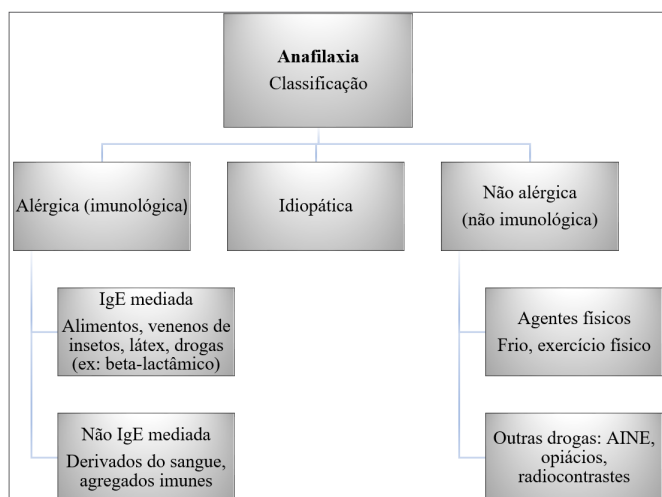 Anafilaxia
Classificação
Alérgica (imunológica)
Idiopática
Não alérgica
(não imunológica)
IgE mediada
Alimentos, venenos de
insetos, látex, drogas
(ex: beta-lactâmico)
Não IgE mediada
Derivados do sangue,
agregados imunes
Agentes físicos
Frio, exercício físico
Outras drogas: AINE,
opiácios,
radiocontrastes